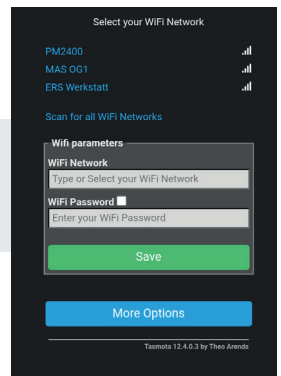 Select your WiFi Network
PM2400
MAS OG1
ERS Werkstatt
Scan for all WiFi Networks
Wifi parameters
WiFi Network
Type or Select your WiFi Network
WiFi Password
Enter your WiFi Password
Save
More Options
Tasmota 12.4.0.3 by Theo Arends